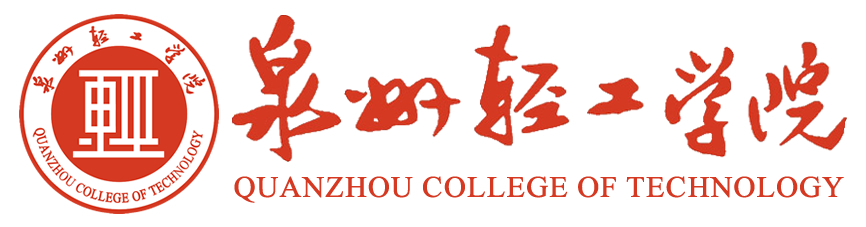 泉州轻工学院
QUANZHOU COLLEGE OF TECHNOLOGY
泉州轻工学院
QUANZHOU COLLEGE OF TECHNOLOGY